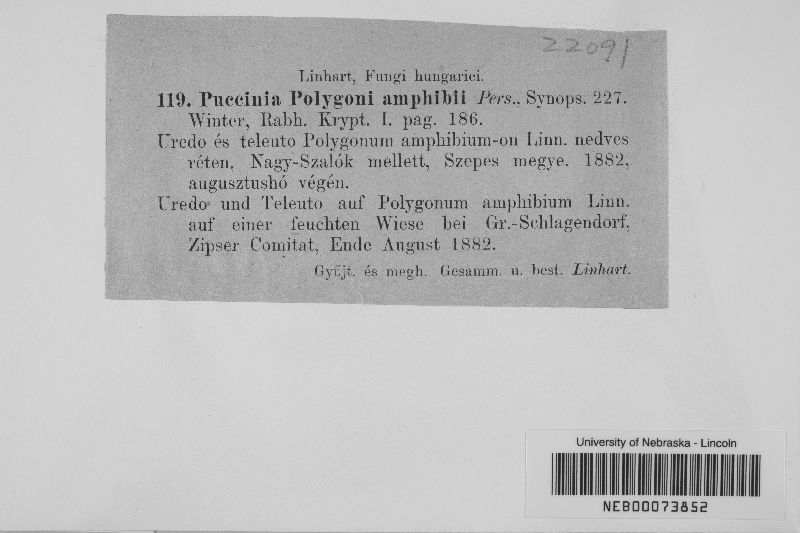 22091
Linhart, Fungi hungarici.
119. Puccinia Polygoni amphibii Pers., Synops. 227.
Winter, Rabh. Krypt. I. pag. 186.
Uredo és teleuto Polygonum amphibium-on Linn. nedves
réten, Nagy-Szalók mellett, Szepes megye. 1882,
augusztushó végén.
Uredo und Teleuto auf Polygonum amphibium Linn.
auf einer feuchten Wiese bei Gr.-Schlagendorf,
Zipser Comitat, Ende August 1882.
Gyűjt. és megh. Gesamm. u. best. Linhart.
University of Nebraska - Lincoln
NEB00073852